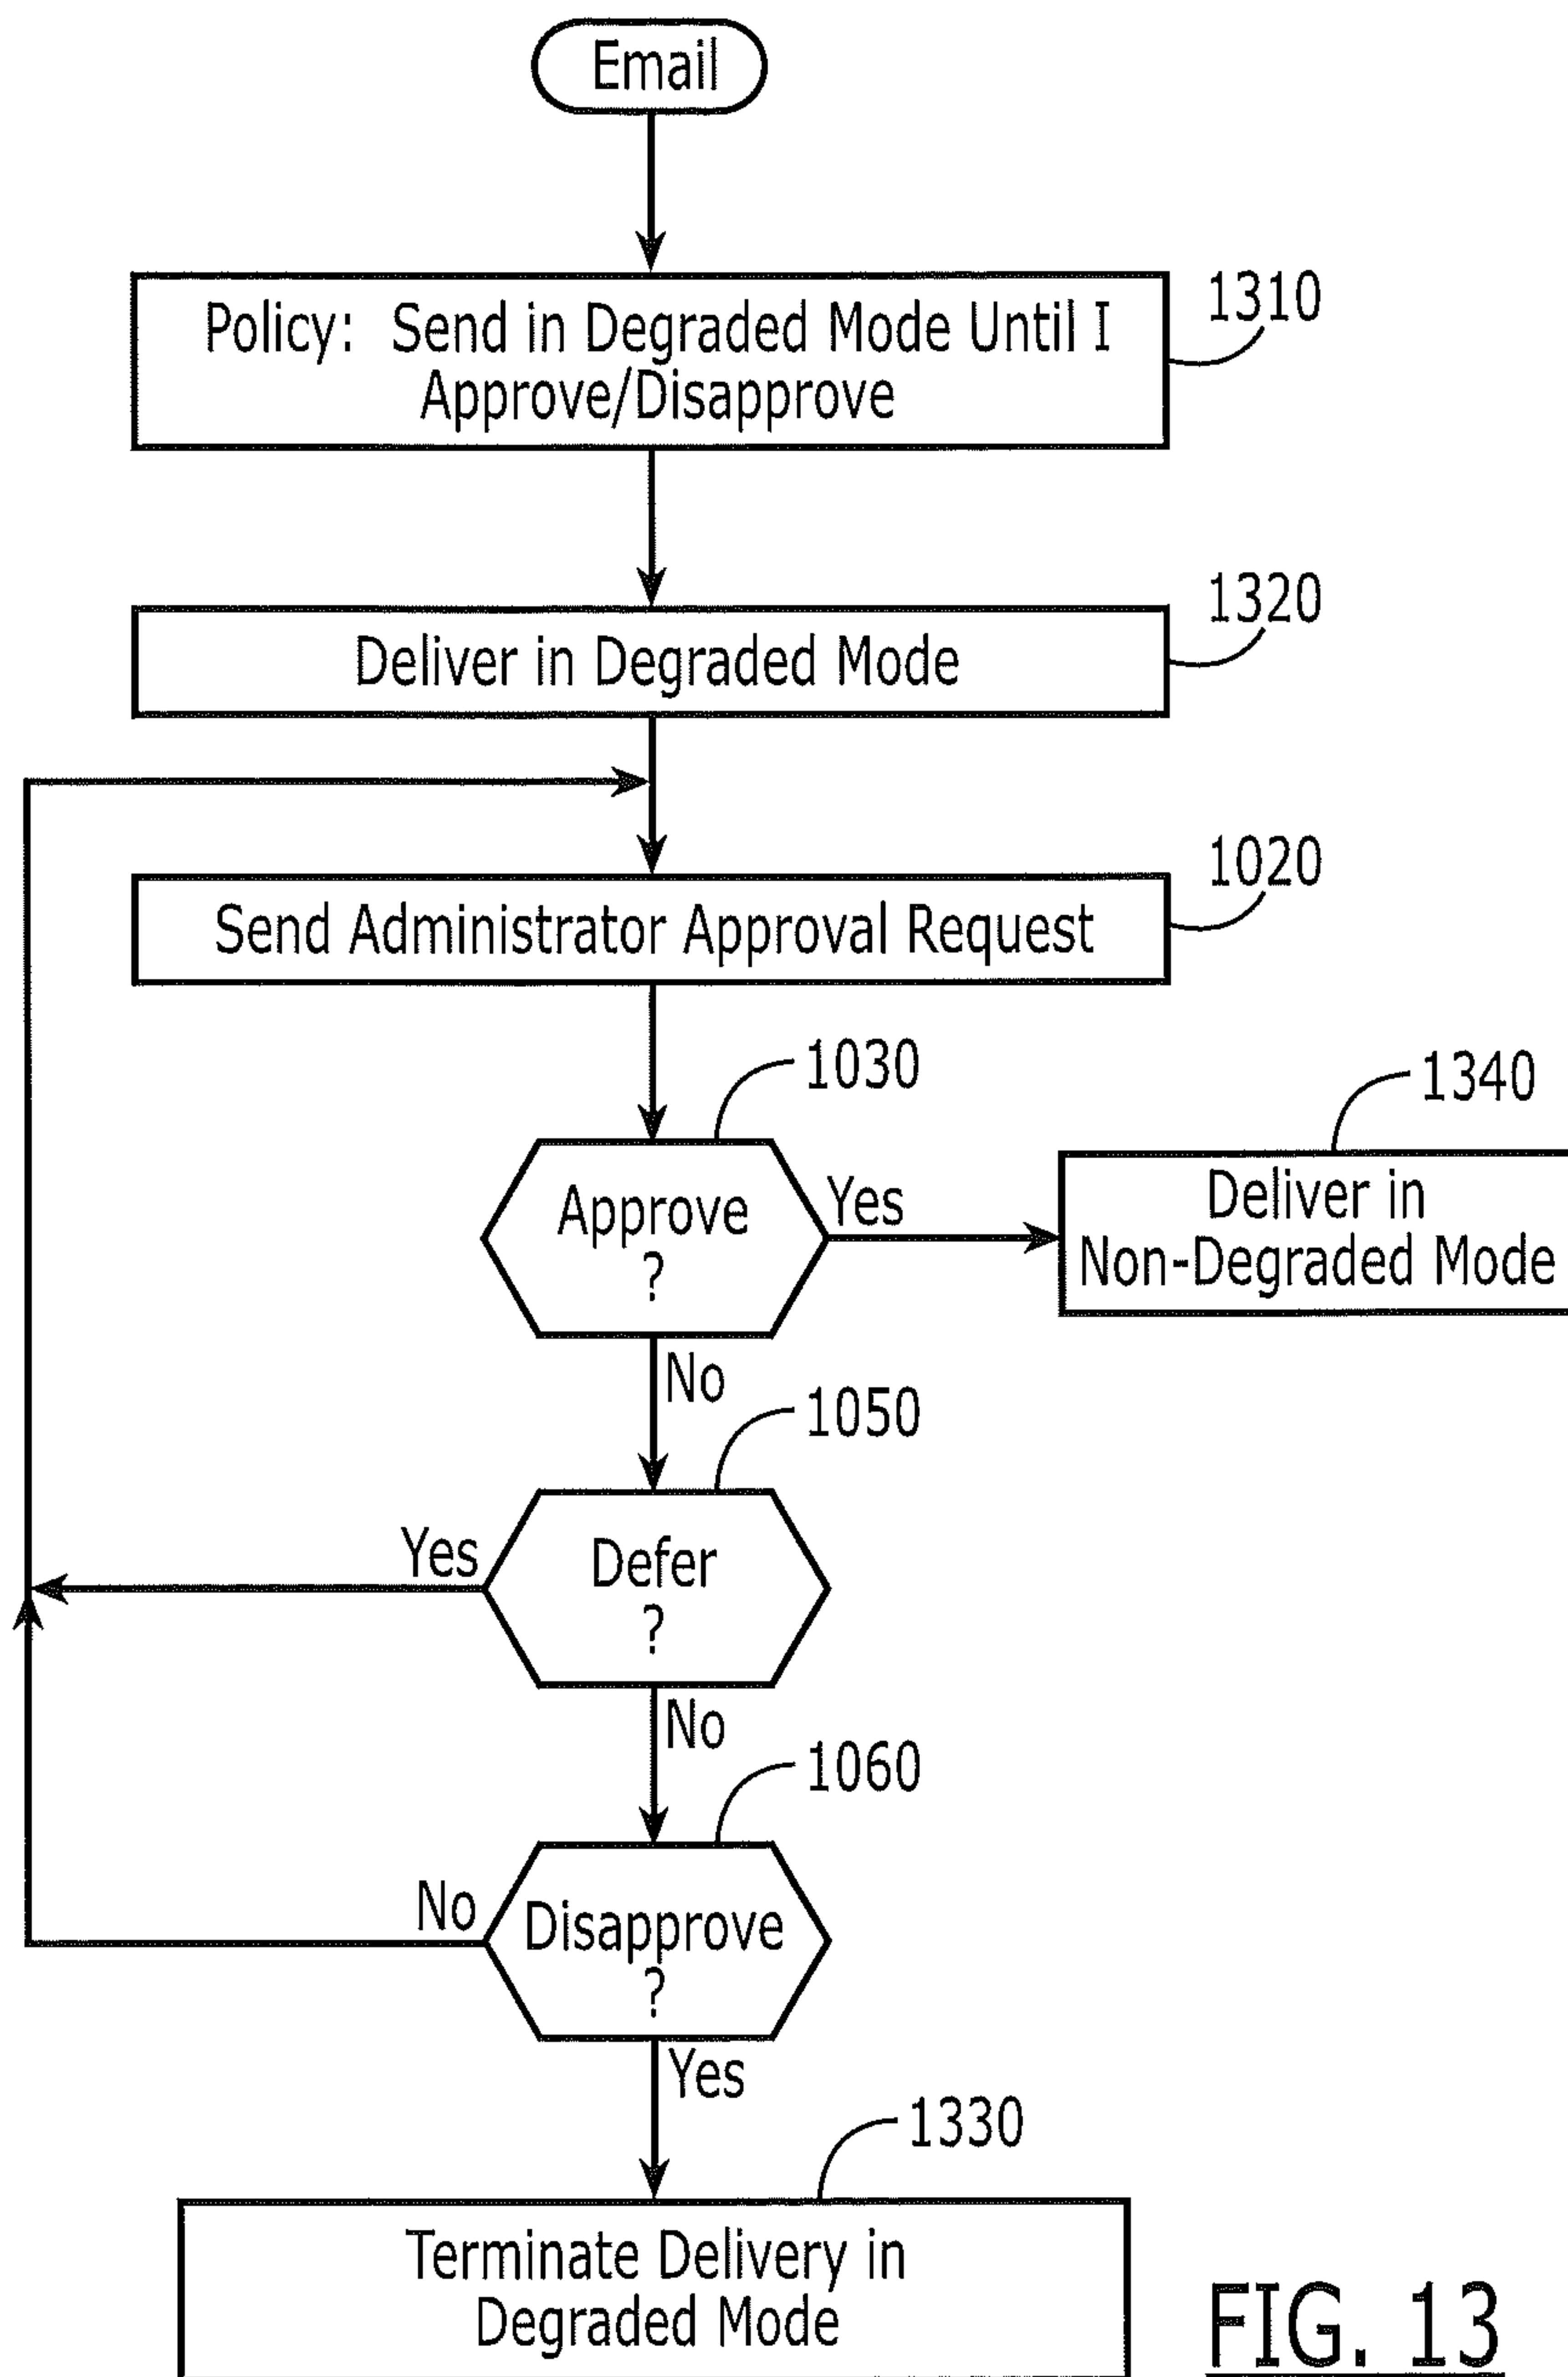 Email
1310
Policy: Send in Degraded Mode Until I
Approve/Disapprove
1320
Deliver in Degraded Mode
1020
Send Administrator Approval Request
1030
1340
Approve
?
Yes
Deliver in
Non-Degraded Mode
No
1050
Yes
Defer
?
No
1060
No
Disapprove
?
Yes
1330
Terminate Delivery in
Degraded Mode
FIG. 13